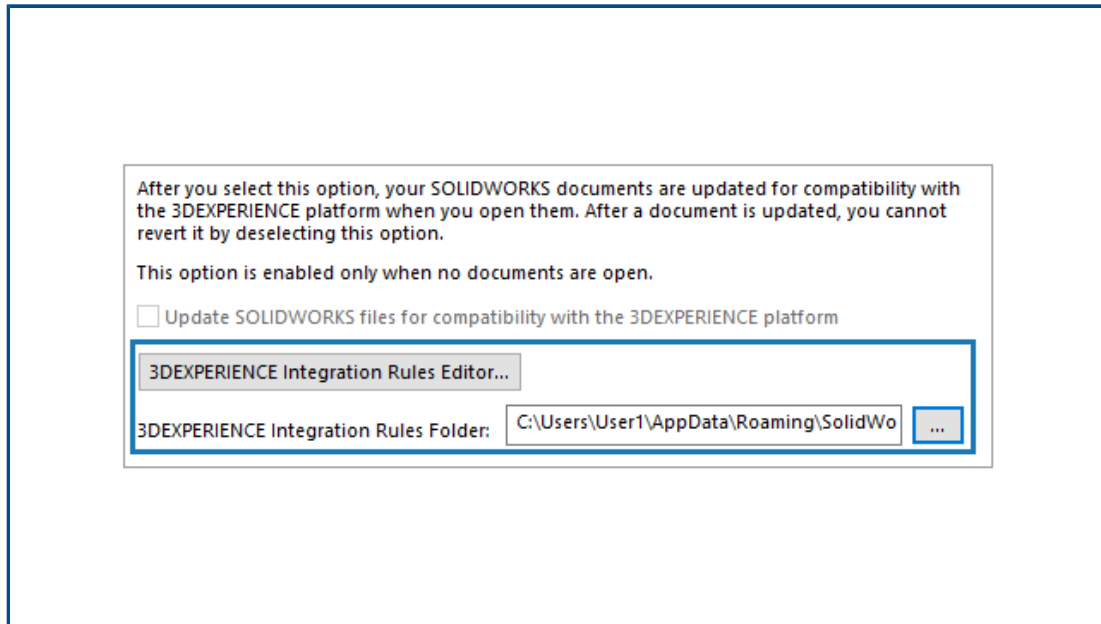 After you select this option, your SOLIDWORKS documents are updated for compatibility with
the 3DEXPERIENCE platform when you open them. After a document is updated, you cannot
revert it by deselecting this option.
This option is enabled only when no documents are open.
Update SOLIDWORKS files for compatibility with the 3DEXPERIENCE platform
3DEXPERIENCE Integration Rules Editor...
3DEXPERIENCE Integration Rules Folder: C:\Users\User1\AppData\Roaming\SolidWo ...